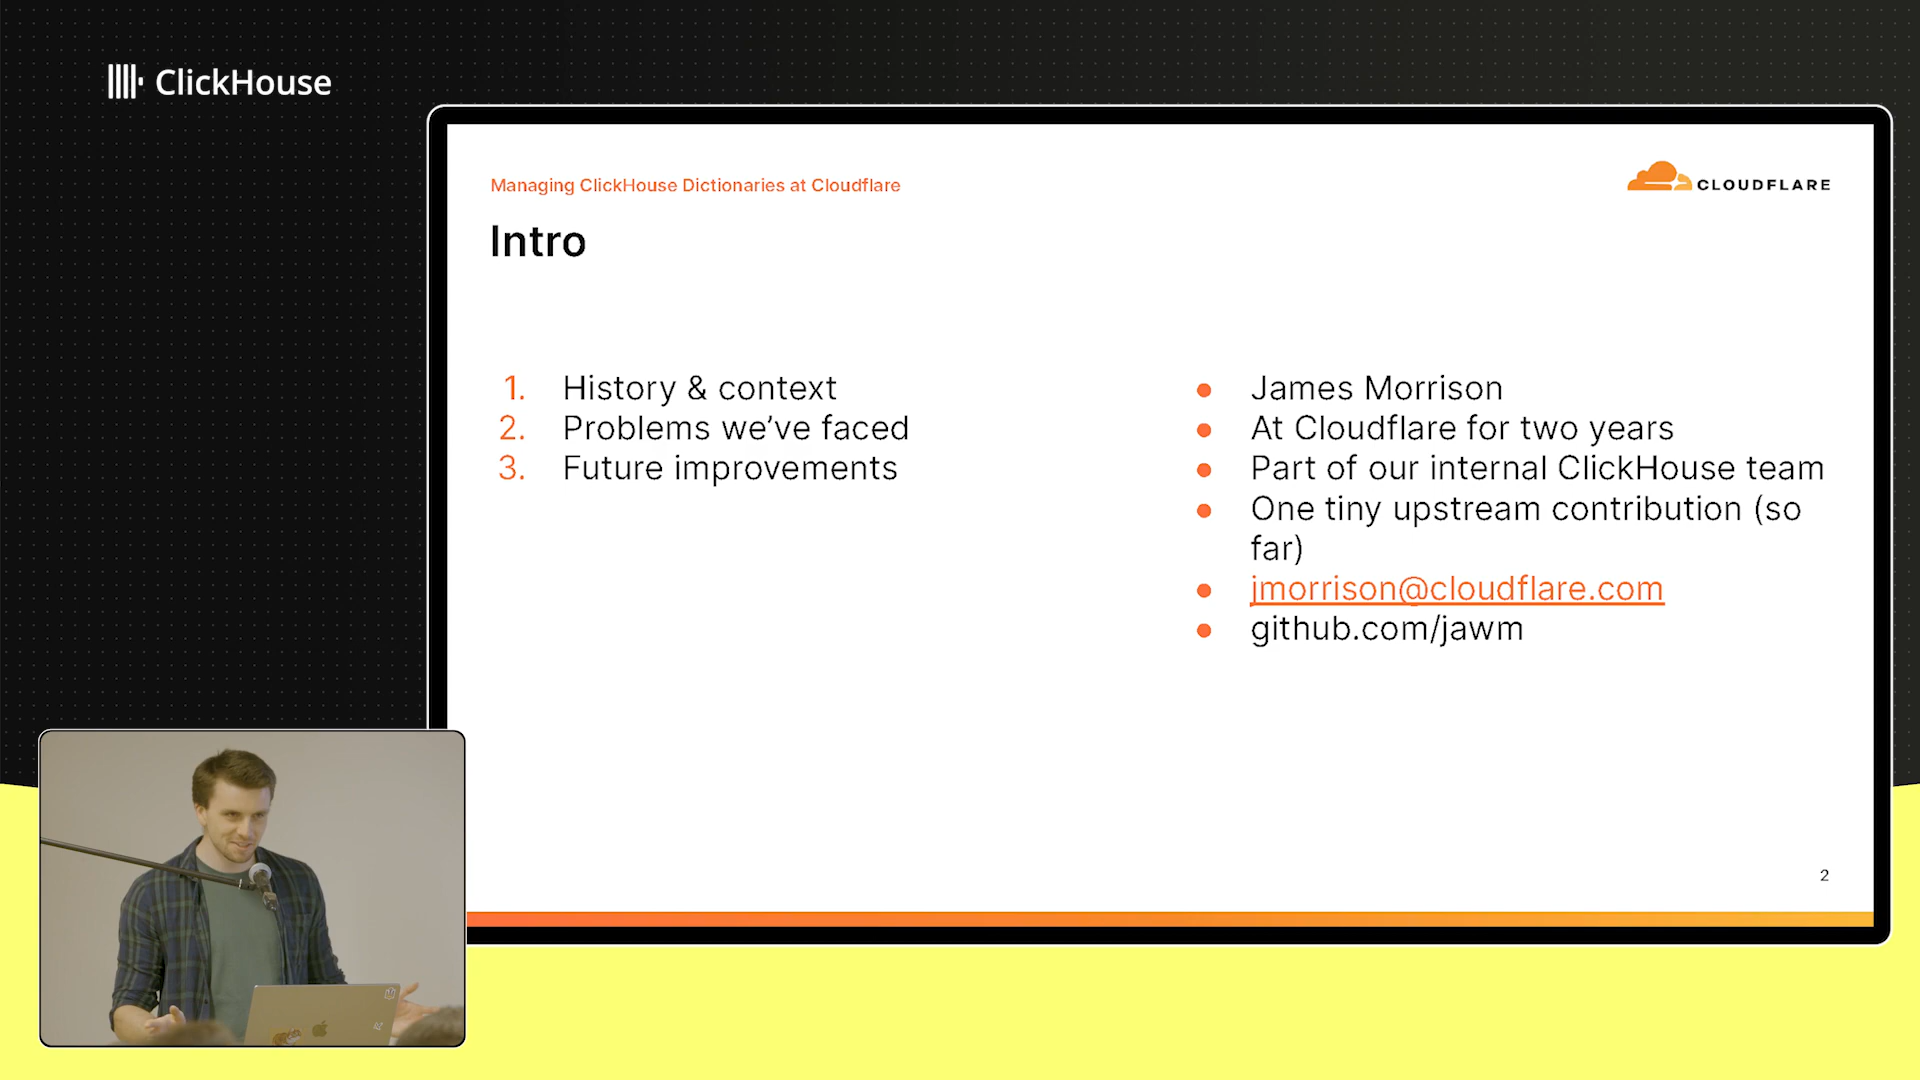 ClickHouse
Managing ClickHouse Dictionaries at Cloudflare
CLOUDFLARE
Intro
1. History & context
2. Problems we’ve faced
3. Future improvements
● James Morrison
● At Cloudflare for two years
● Part of our internal ClickHouse team
● One tiny upstream contribution (so
far)
● jmorrison@cloudflare.com
● github.com/jawm
2